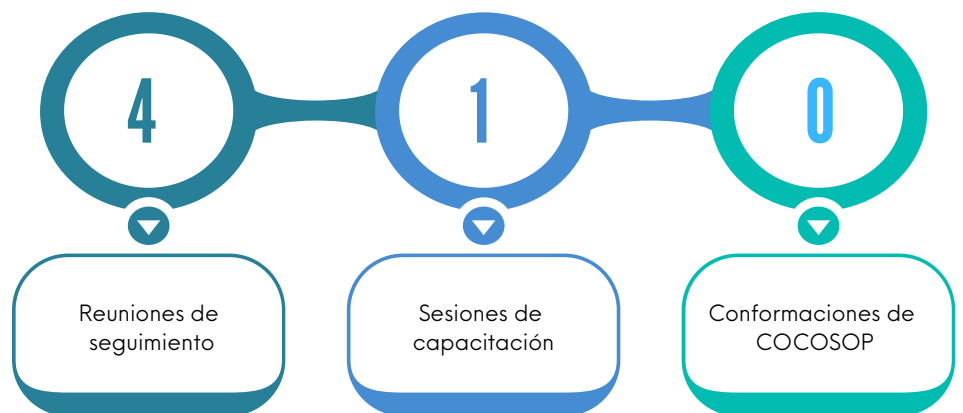 4
1
0
Reuniones de
seguimiento
Sesiones de
capacitación
Conformaciones de
COCOSOP